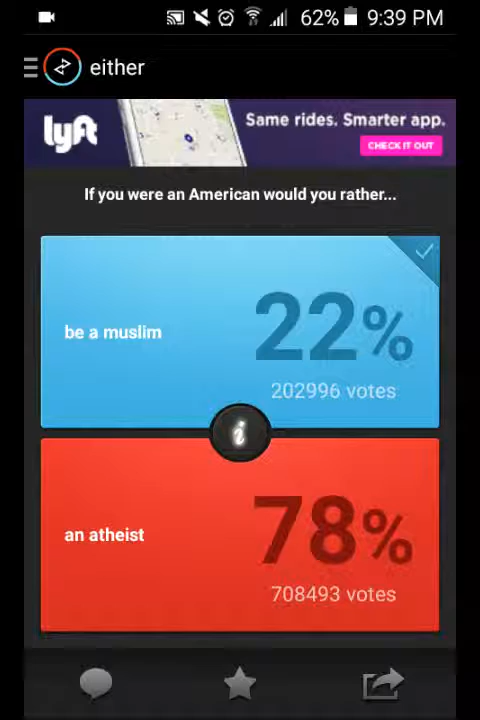 62% 9:39 PM
either
lyft
Same rides. Smarter app.
CHECK IT OUT
If you were an American would you rather...
be a muslim
22%
202996 votes
i
an atheist
78%
708493 votes